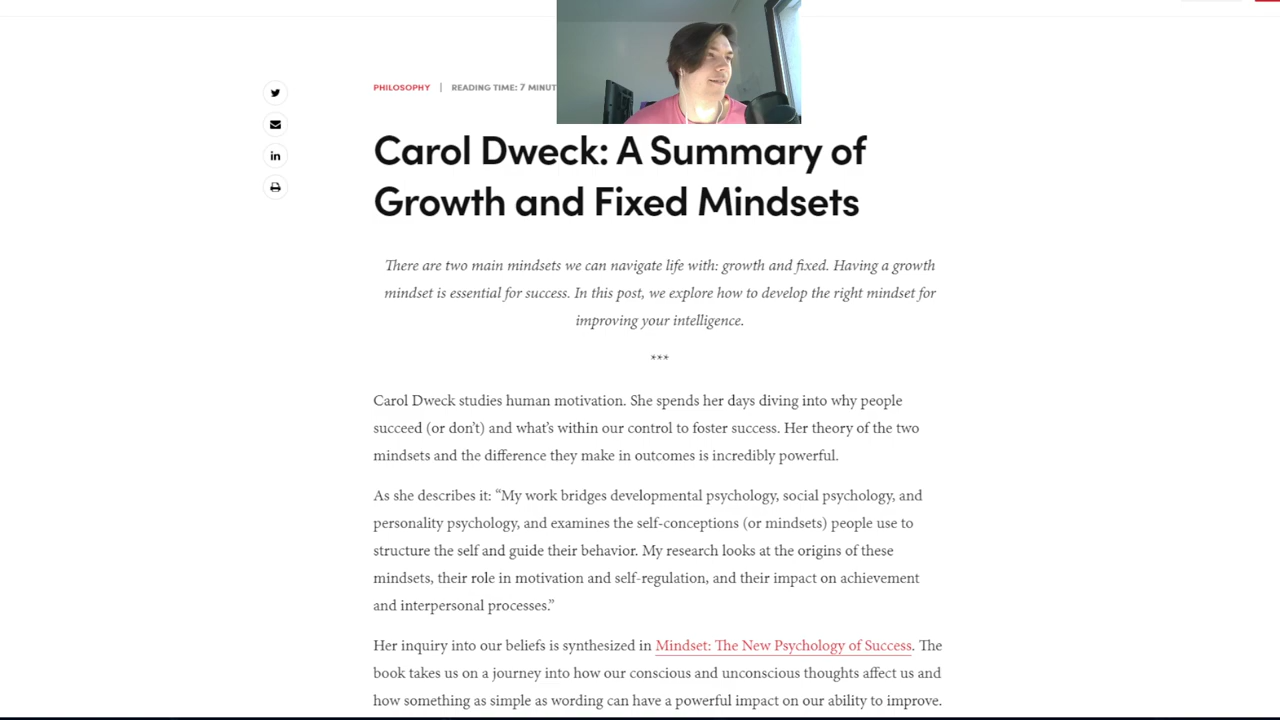 PHILOSOPHY | READING TIME: 7 MINUT
Carol Dweck: A Summary of
Growth and Fixed Mindsets
There are two main mindsets we can navigate life with: growth and fixed. Having a growth
mindset is essential for success. In this post, we explore how to develop the right mindset for
improving your intelligence.
***
Carol Dweck studies human motivation. She spends her days diving into why people
succeed (or don’t) and what’s within our control to foster success. Her theory of the two
mindsets and the difference they make in outcomes is incredibly powerful.
As she describes it: “My work bridges developmental psychology, social psychology, and
personality psychology, and examines the self-conceptions (or mindsets) people use to
structure the self and guide their behavior. My research looks at the origins of these
mindsets, their role in motivation and self-regulation, and their impact on achievement
and interpersonal processes.”
Her inquiry into our beliefs is synthesized in Mindset: The New Psychology of Success. The
book takes us on a journey into how our conscious and unconscious thoughts affect us and
how something as simple as wording can have a powerful impact on our ability to improve.